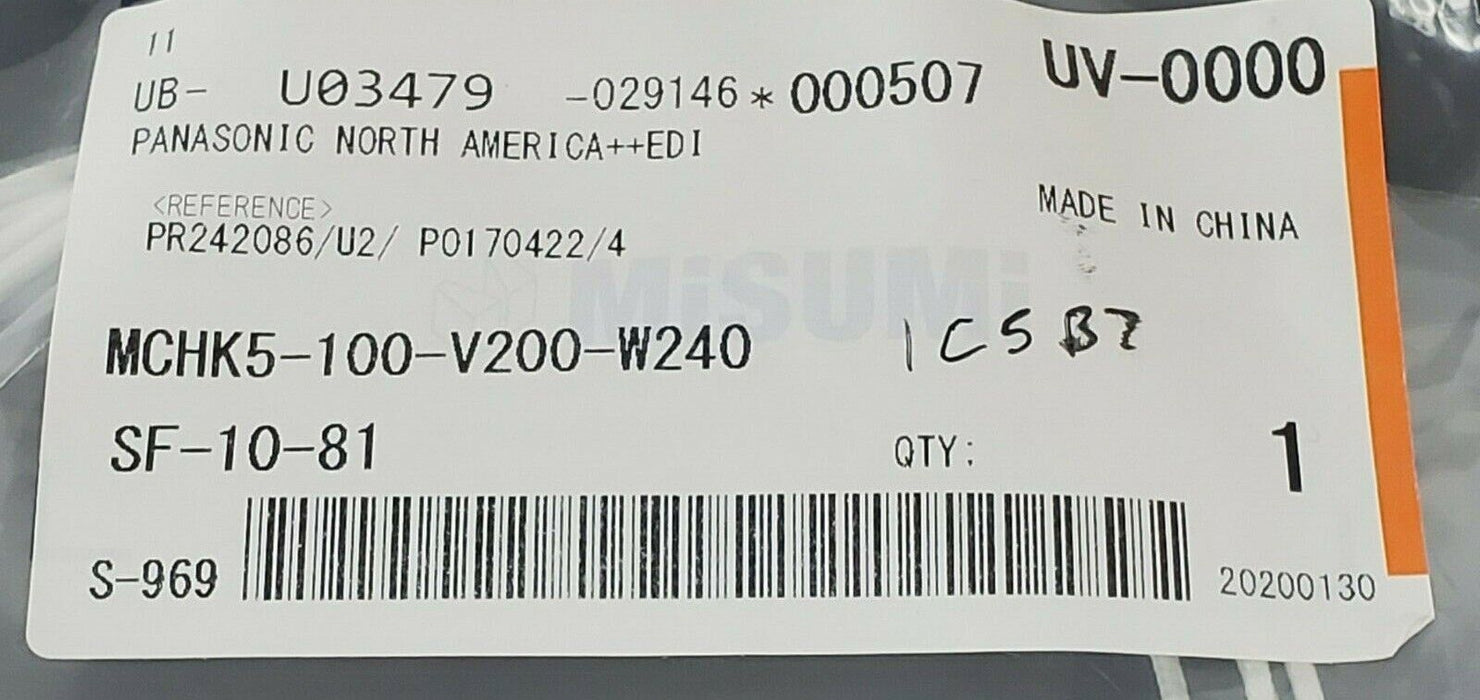 11
UB- U03479 -029146*000507 UV-0000
PANASONIC NORTH AMERICA++EDI
<REFERENCE>
MADE IN CHINA
PR242086/U2/ P0170422/4
MiSUMi
MCHK5-100-V200-W240 1C5B7
SF-10-81 QTY: 1
S-969 20200130